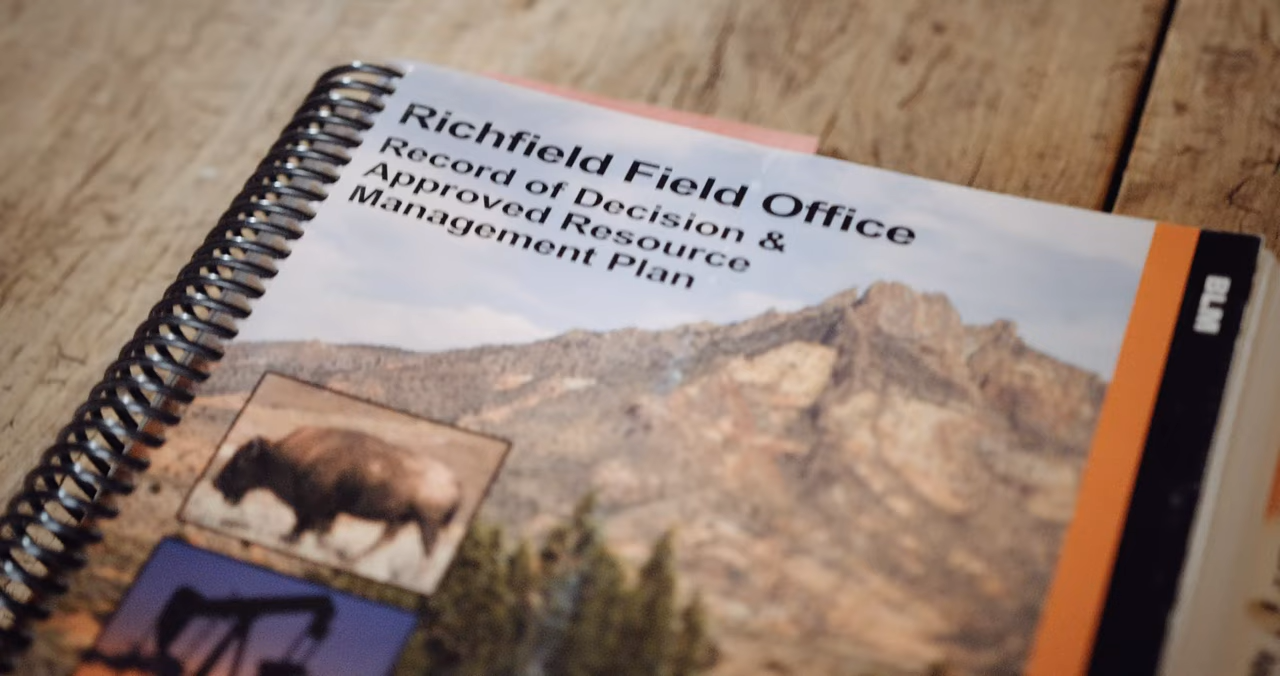 Richfield Field Office
Record of Decision &
Approved Resource
Management Plan
BLM